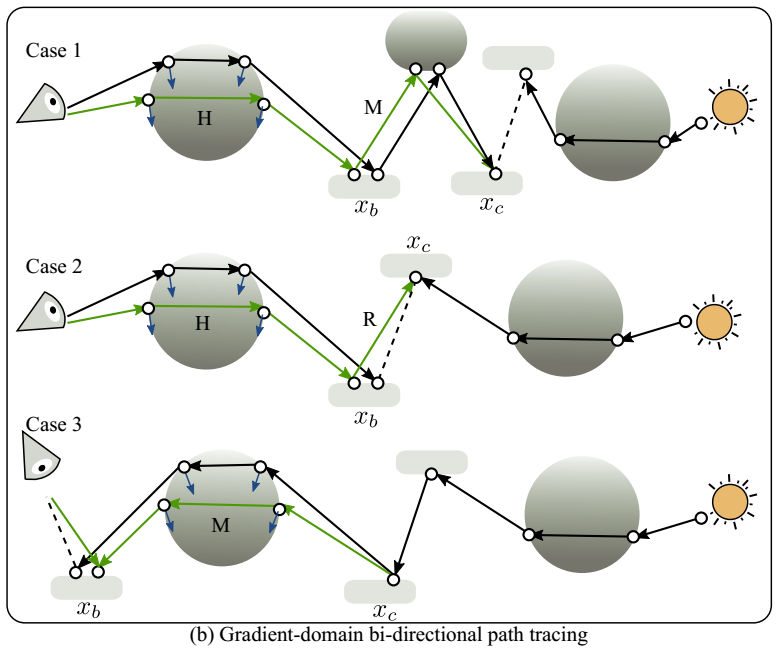 Case 1
H
M
x_b
x_c
Case 2
x_c
H
R
x_b
Case 3
M
x_b
x_c
(b) Gradient-domain bi-directional path tracing